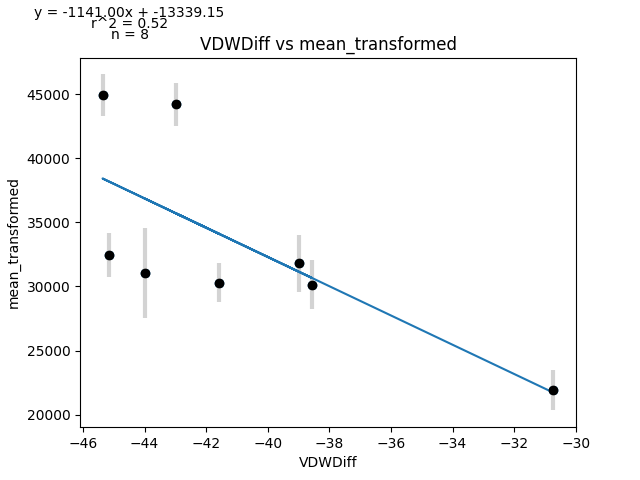 y = -1141.00x + -13339.15
r^2 = 0.52
n = 8
VDWDiff vs mean_transformed
mean_transformed
45000
40000
35000
30000
25000
20000
−46 −44 −42 −40 −38 −36 −34 −32 −30
VDWDiff